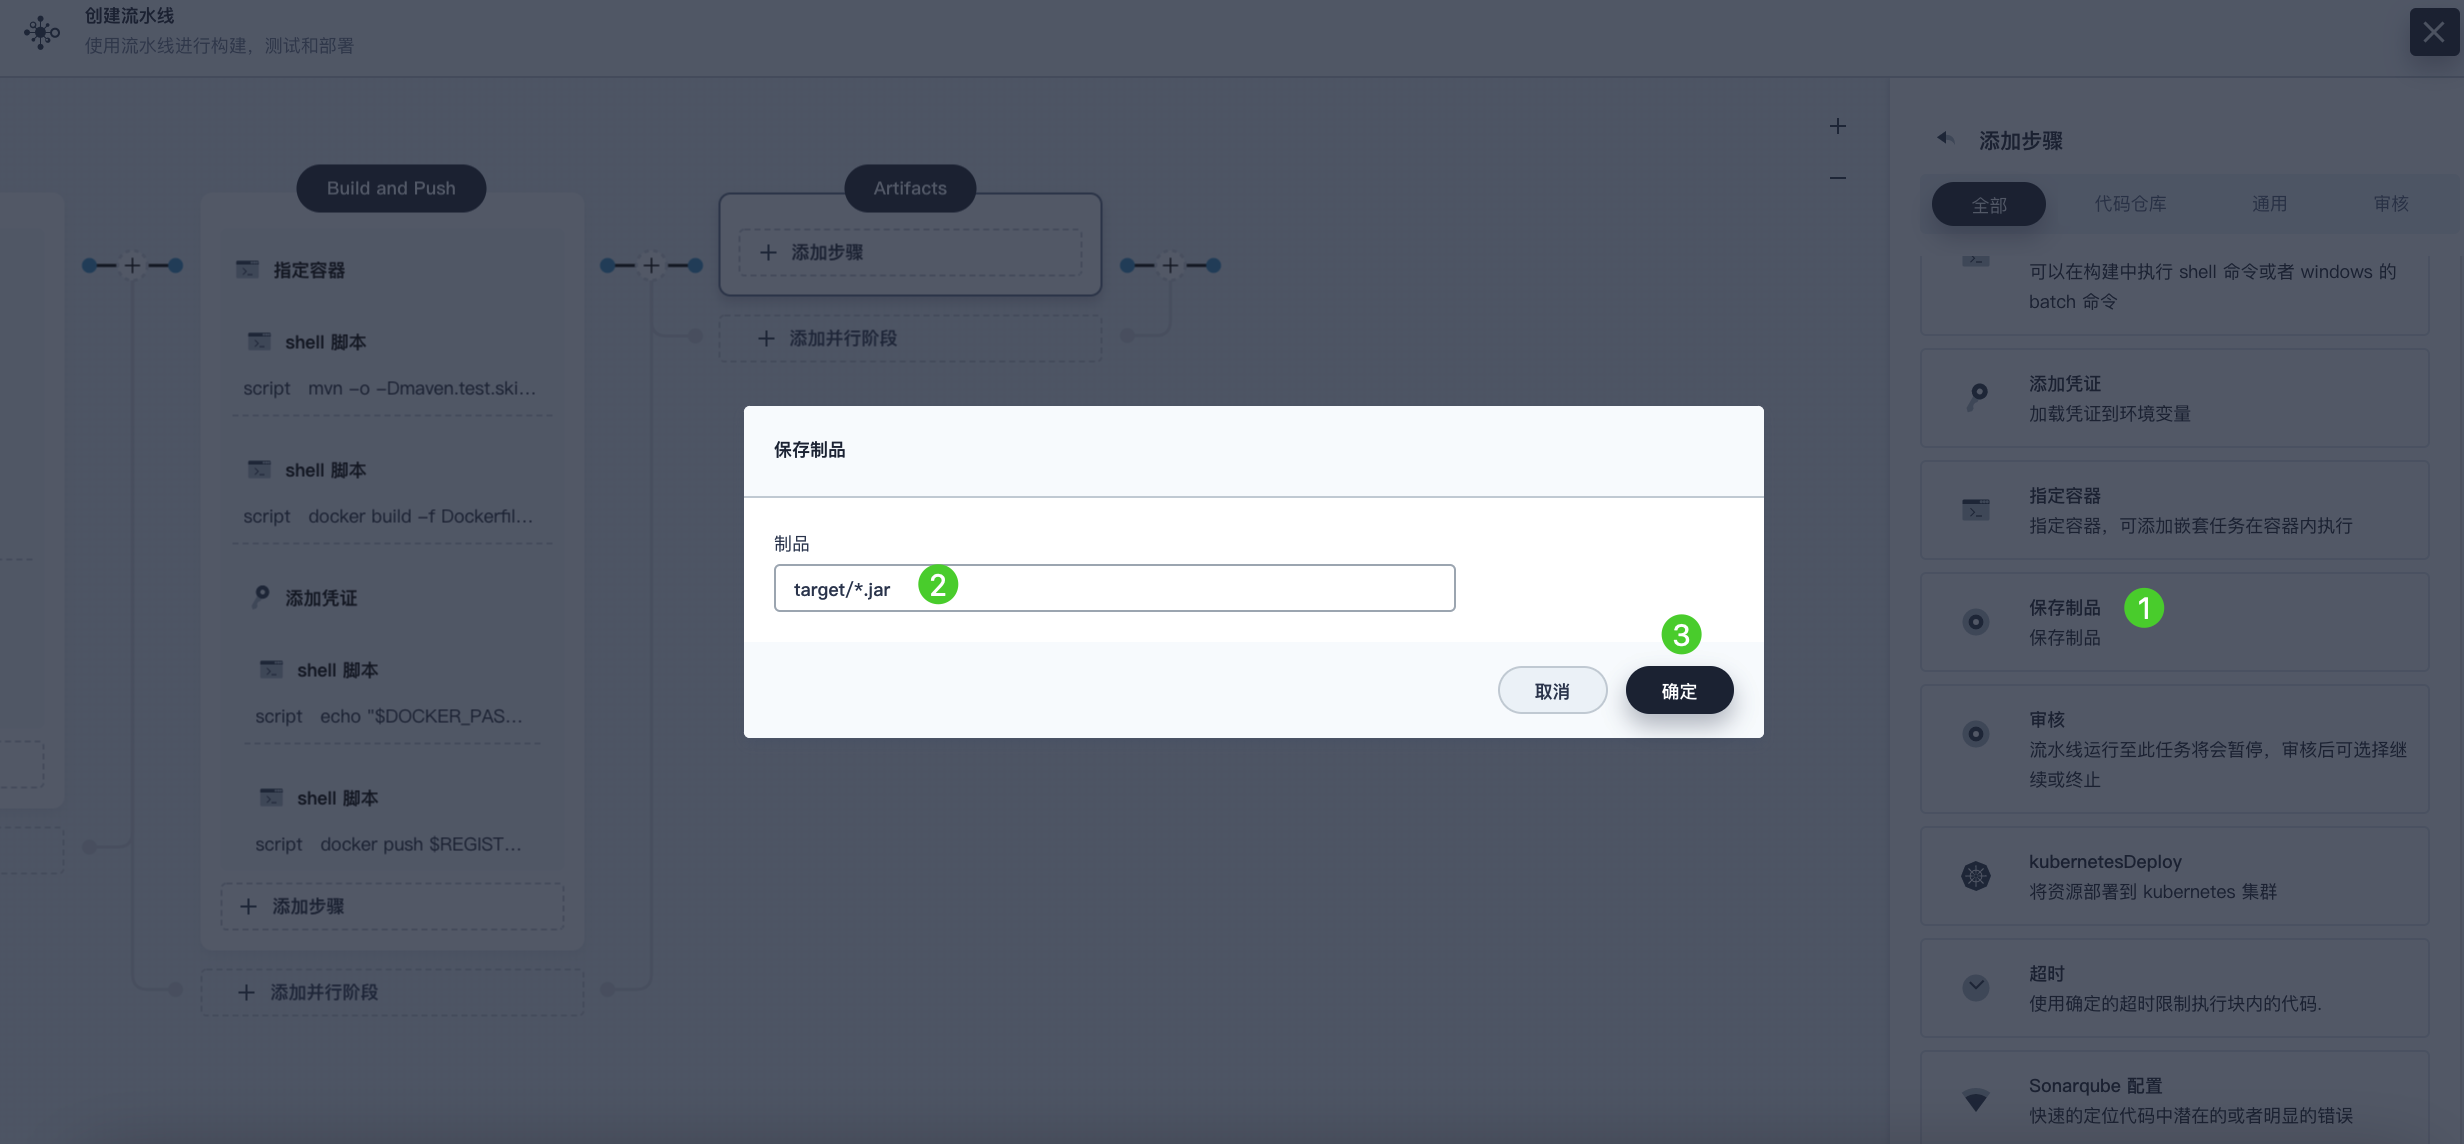 创建流水线
使用流水线进行构建，测试和部署
Build and Push
指定容器
shell 脚本
script mvn -o -Dmaven.test.ski...
shell 脚本
script docker build -f Dockerfil...
添加凭证
shell 脚本
script echo "$DOCKER_PAS...
shell 脚本
script docker push $REGIST...
添加步骤
添加并行阶段
Artifacts
添加步骤
添加并行阶段
保存制品
制品
target/*.jar
2
3
取消
确定
添加步骤
全部
代码仓库
通用
审核
可以在构建中执行 shell 命令或者 windows 的
batch 命令
添加凭证
加载凭证到环境变量
指定容器
指定容器，可添加嵌套任务在容器内执行
保存制品
1
保存制品
审核
流水线运行至此任务将会暂停，审核后可选择继
续或终止
kubernetesDeploy
将资源部署到 kubernetes 集群
超时
使用确定的超时限制执行块内的代码.
Sonarqube 配置
快速的定位代码中潜在的或者明显的错误